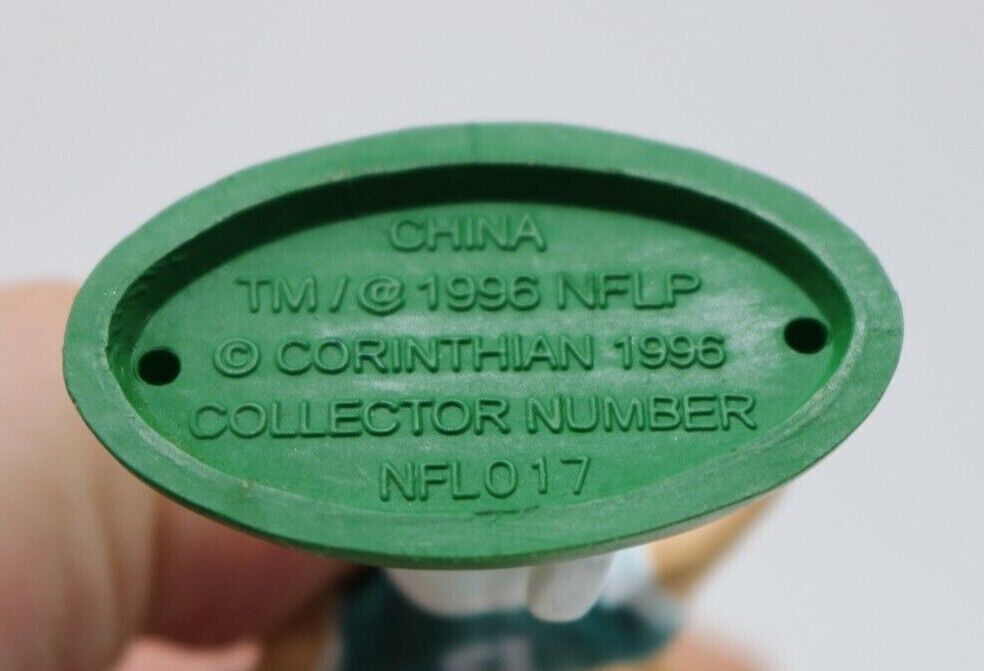 CHINA
TM / @ 1996 NFLP
© CORINTHIAN 1996
COLLECTOR NUMBER
NFL017